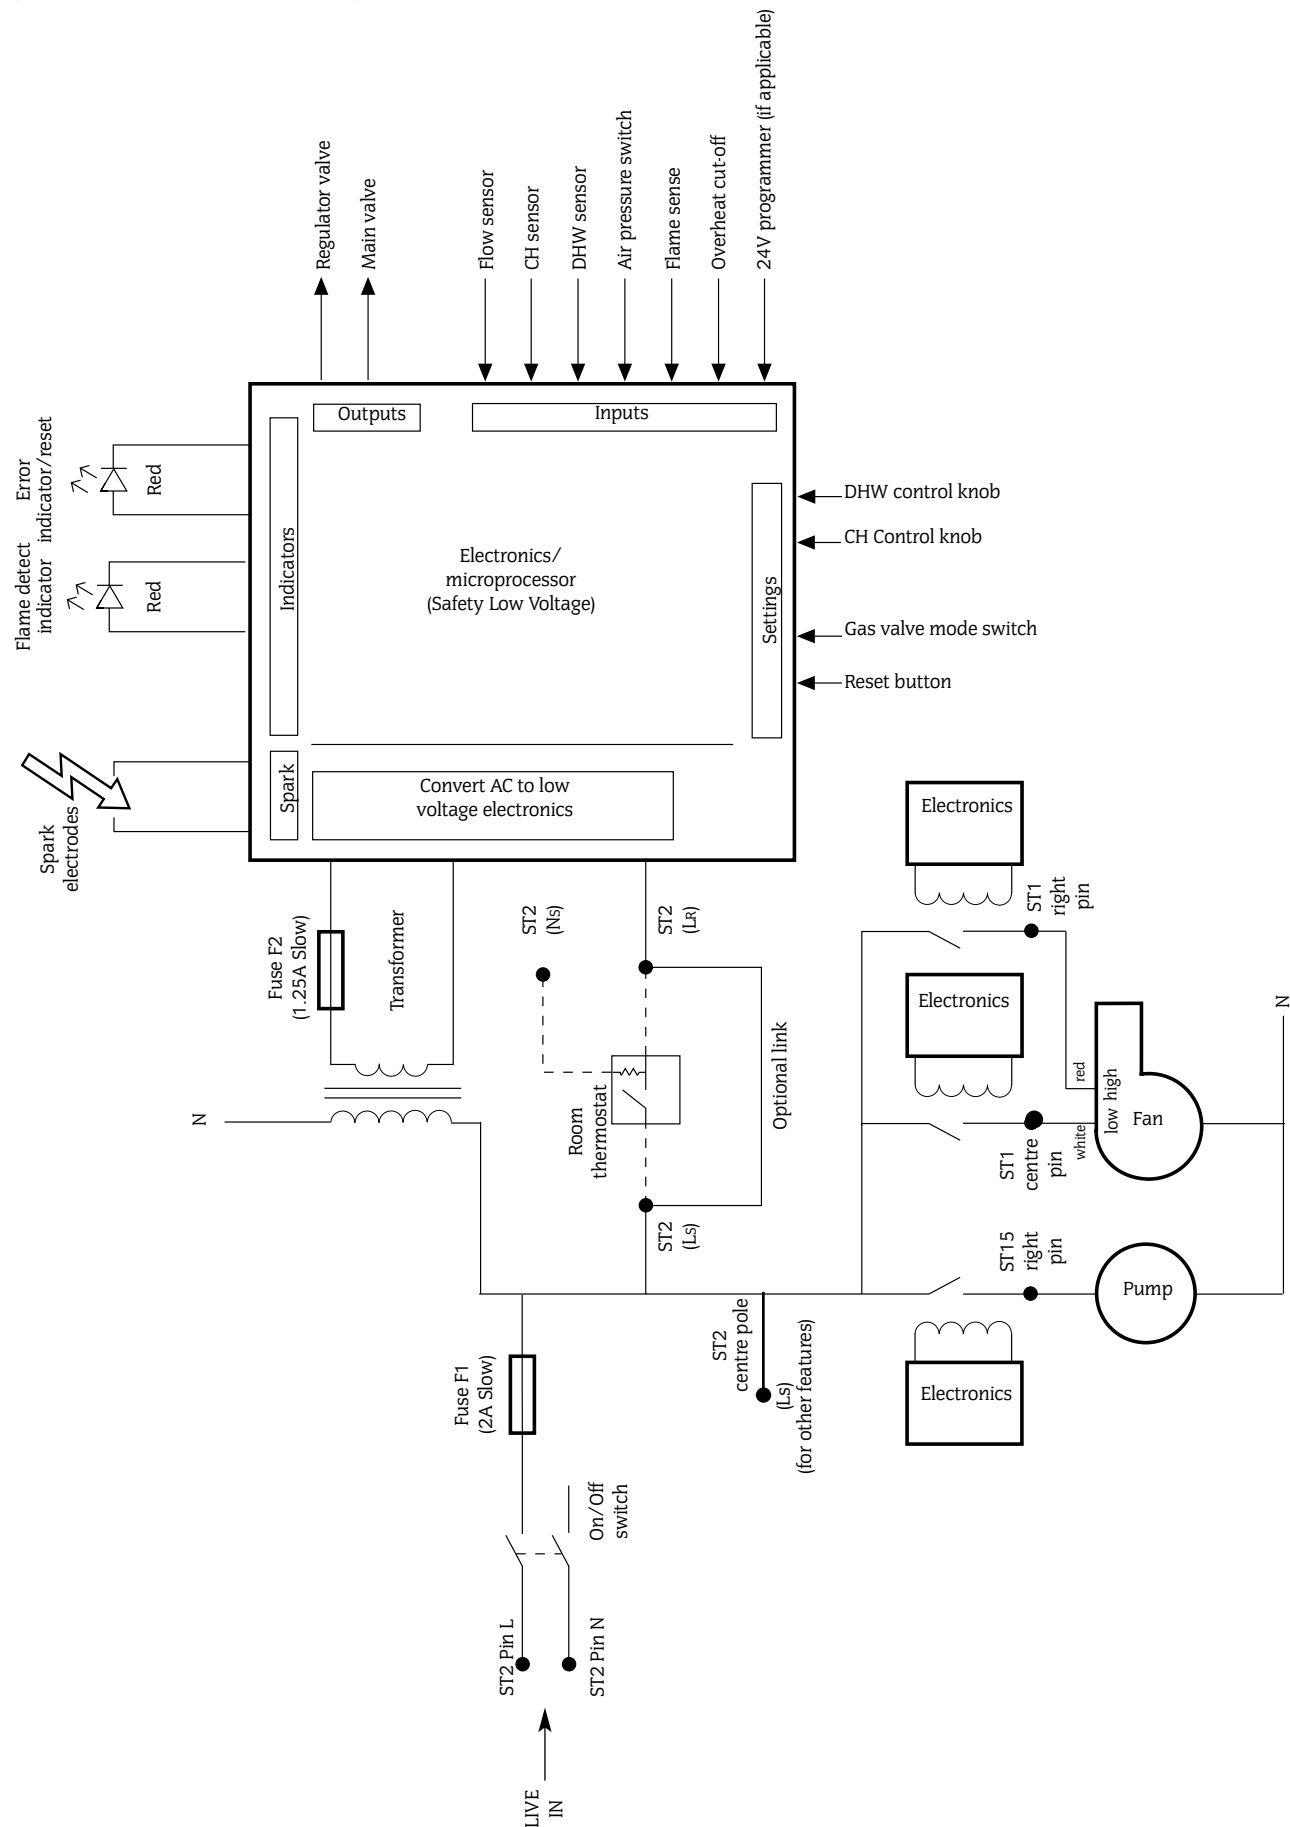 Regulator valve
Main valve
Flow sensor
CH sensor
DHW sensor
Air pressure switch
Flame sense
Overheat cut-off
24V programmer (if applicable)
Error
indicator/reset
Red
Flame detect
indicator
Red
Outputs
Inputs
Indicators
Electronics/
microprocessor
(Safety Low Voltage)
Settings
DHW control knob
CH Control knob
Gas valve mode switch
Reset button
Spark
electrodes
Spark
Convert AC to low
voltage electronics
Fuse F2
(1.25A Slow)
Transformer
N
ST2
(NS)
ST2
(LR)
Room
thermostat
Optional link
ST2
(LS)
Electronics
ST1
right
pin
Electronics
red
white
low high
Fan
ST1
centre
pin
N
ST15
right
pin
Pump
Electronics
ST2
centre pole
(Ls)
(for other features)
Fuse F1
(2A Slow)
On/Off
switch
ST2 Pin L
ST2 Pin N
LIVE
IN